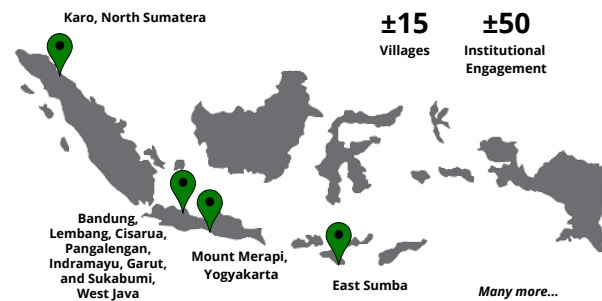 Karo, North Sumatera
±15
Villages
±50
Institutional
Engagement
Bandung,
Lembang, Cisarua,
Pangalengan,
Indramayu, Garut,
and Sukabumi,
West Java
Mount Merapi,
Yogyakarta
East Sumba
Many more...